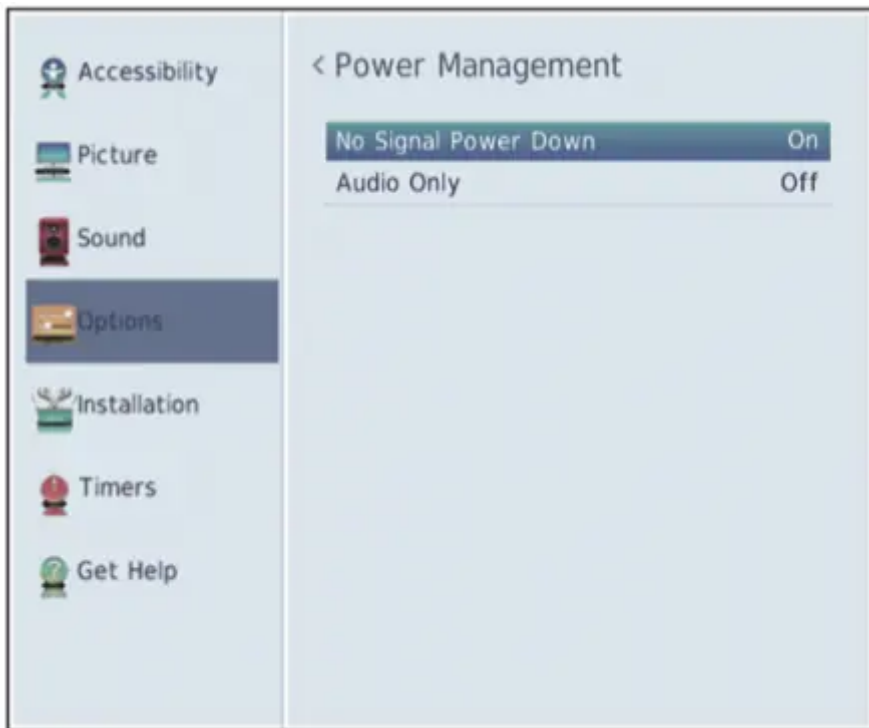 Accessibility
Picture
Sound
Options
Installation
Timers
Get Help
< Power Management
No Signal Power Down On
Audio Only Off